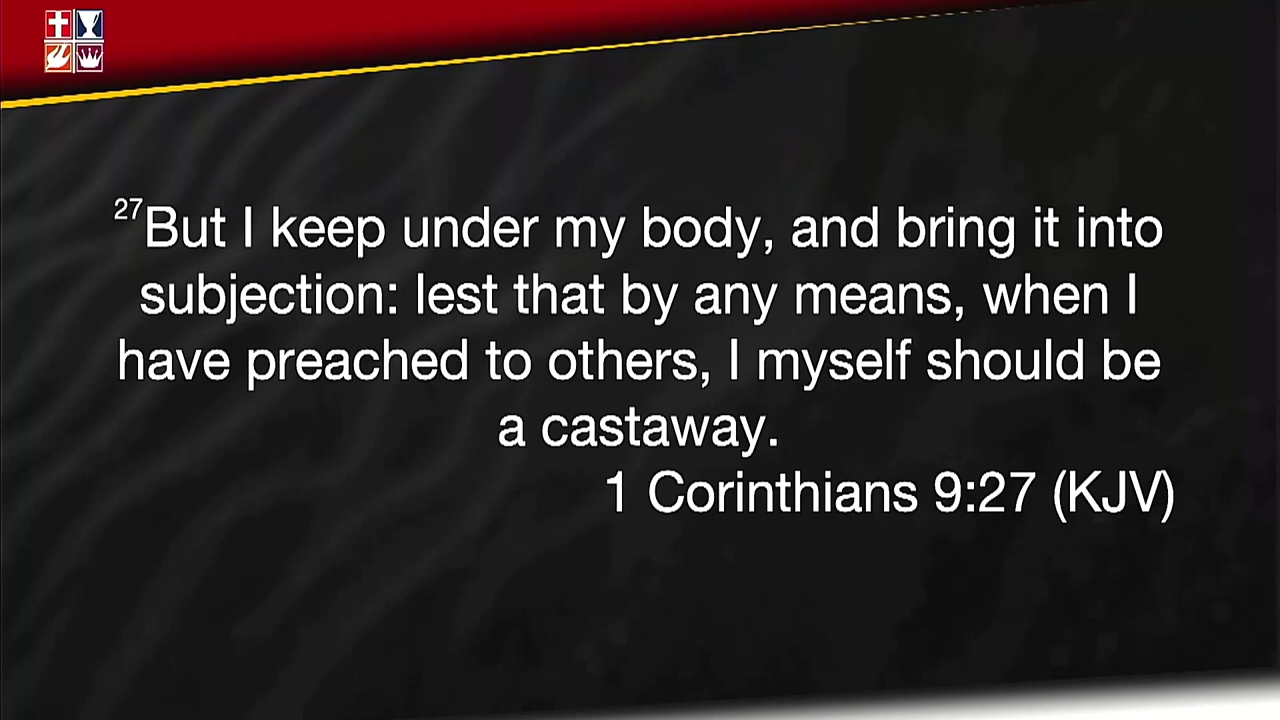 27But I keep under my body, and bring it into
subjection: lest that by any means, when I
have preached to others, I myself should be
a castaway.
1 Corinthians 9:27 (KJV)